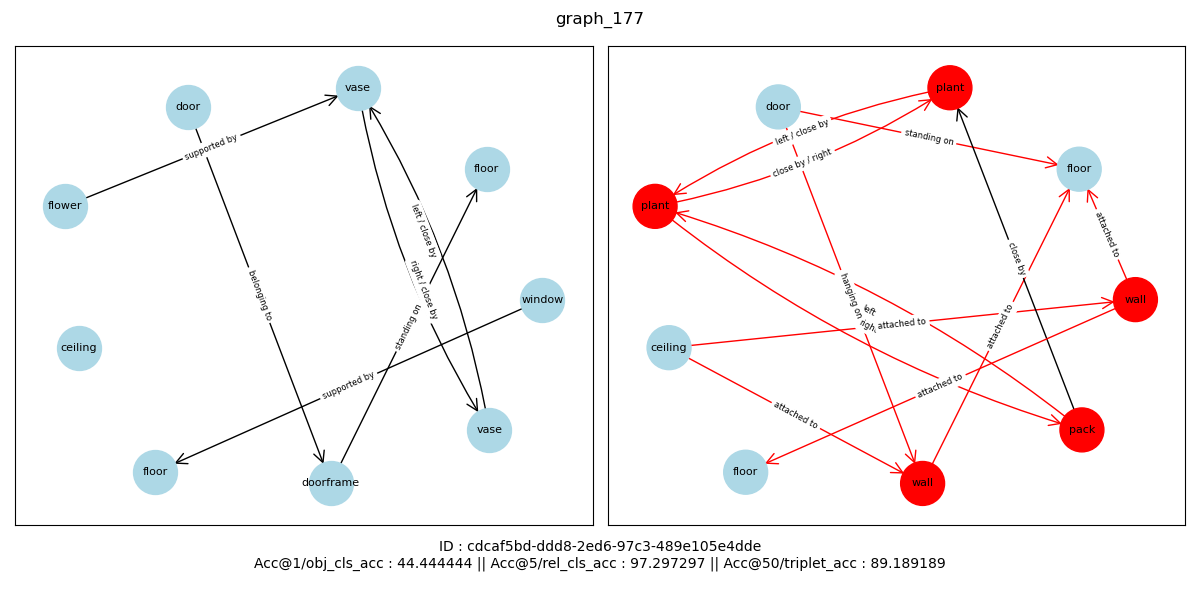 graph_177
door
vase
supported by
floor
flower
left / close by
right / close by
belonging to
window
standing on
ceiling
supported by
vase
floor
doorframe
plant
door
left / close by
standing on
close by / right
floor
plant
attached to
close by
hanging on
left
wall
attached to
attached to
ceiling
attached to
attached to
pack
floor
wall
ID : cdcaf5bd-ddd8-2ed6-97c3-489e105e4dde
Acc@1/obj_cls_acc : 44.444444 || Acc@5/rel_cls_acc : 97.297297 || Acc@50/triplet_acc : 89.189189